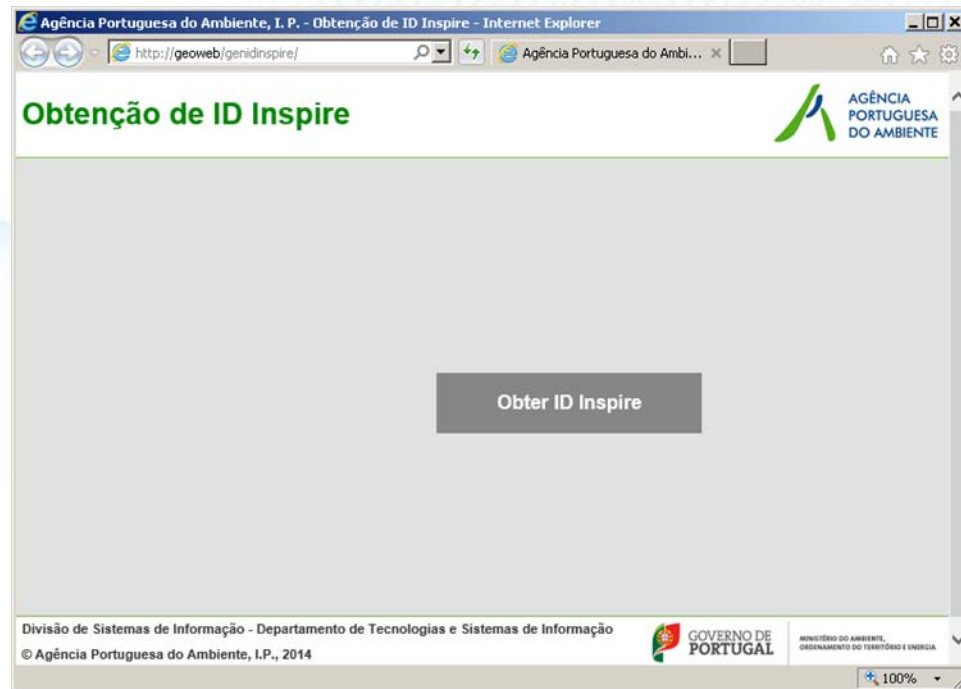 Agência Portuguesa do Ambiente, I. P. - Obtenção de ID Inspire - Internet Explorer
http://geoweb/genidinspire/
Agência Portuguesa do Ambi...
Obtenção de ID Inspire
AGÊNCIA
PORTUGUESA
DO AMBIENTE
Obter ID Inspire
Divisão de Sistemas de Informação - Departamento de Tecnologias e Sistemas de Informação
© Agência Portuguesa do Ambiente, I.P., 2014
GOVERNO DE
PORTUGAL
MINISTÉRIO DO AMBIENTE,
ORDENAMENTO DO TERRITÓRIO E ENERGIA
100%